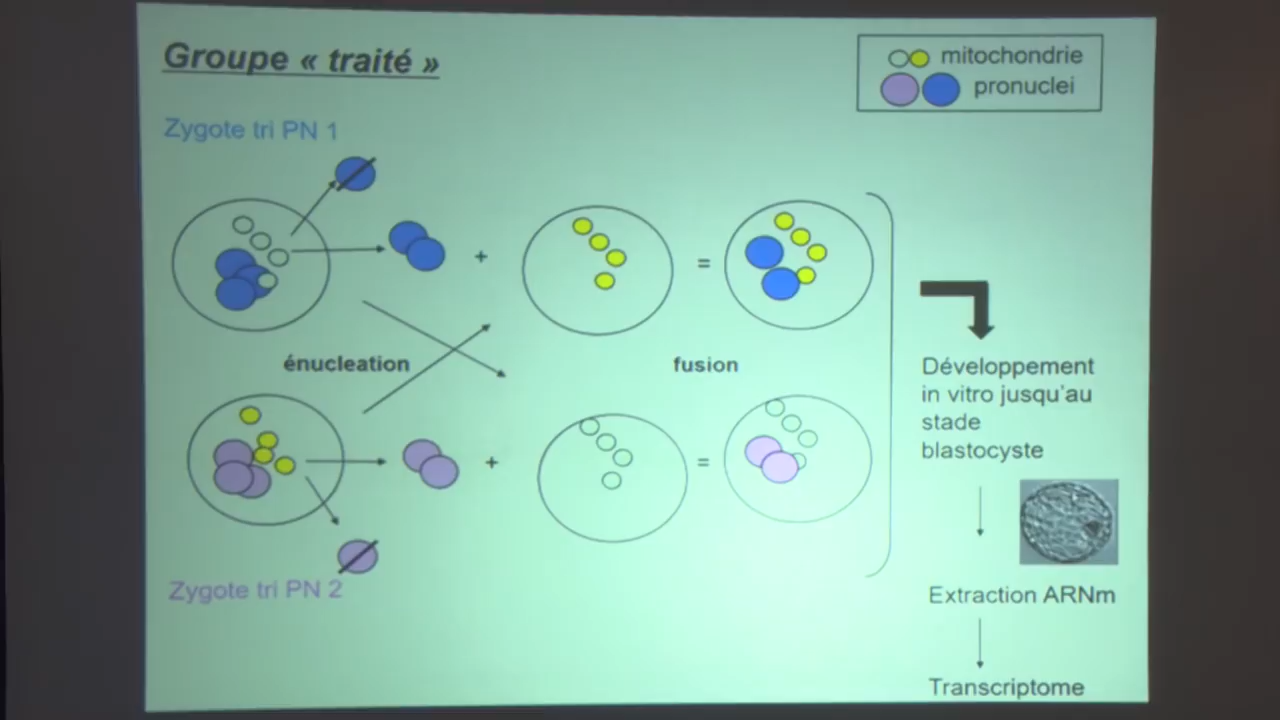 Groupe « traité »
mitochondrie
pronuclei
Zygote tri PN 1
+
=
énucleation
fusion
Développement
in vitro jusqu'au
stade
blastocyste
+
=
Zygote tri PN 2
Extraction ARNm
Transcriptome